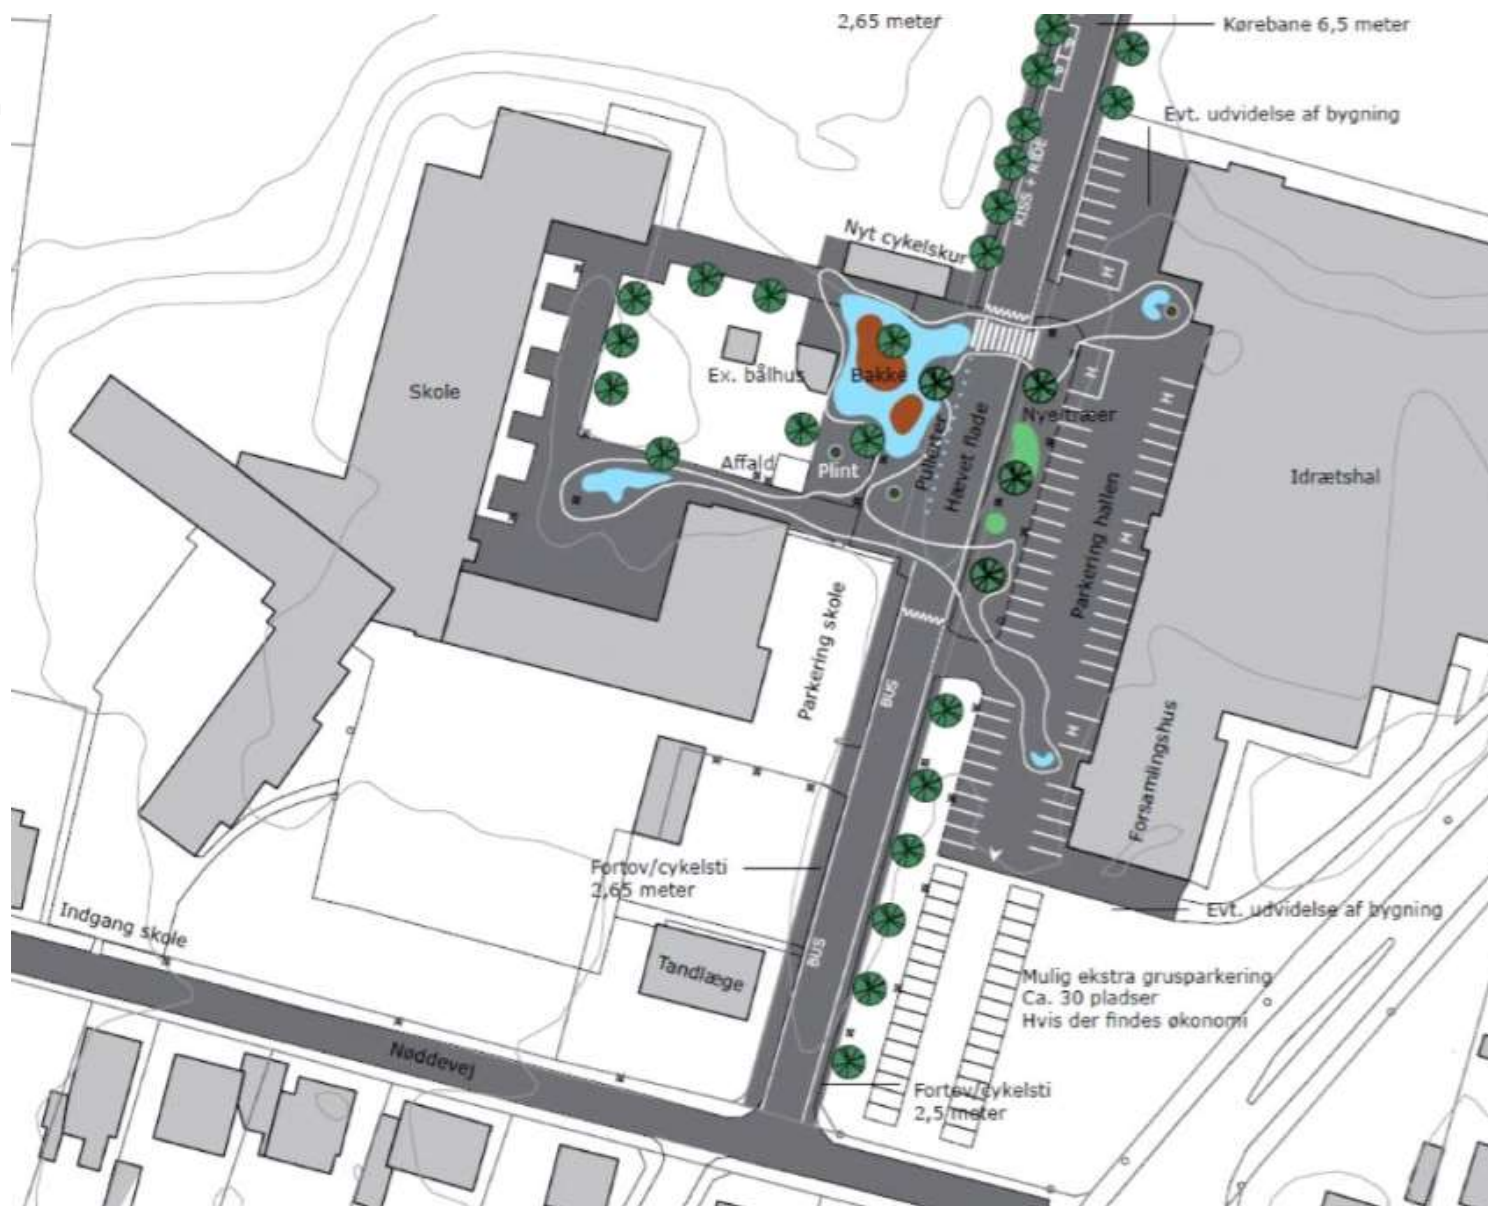 2,65 meter
Kørebane 6,5 meter
Evt. udvidelse af bygning
KISS + RIDE
Nyt cykelskur
H
Skole
Ex. bålhus
Bakke
H
H
Nye træer
Pullerter
Hævet flade
Affald
Plint
Idrætshal
Parkering hallen
H
Parkering skole
BUS
H
Forsamlingshus
Fortov/cykelsti
2,65 meter
Evt. udvidelse af bygning
Indgang skole
BUS
Tandlæge
Mulig ekstra grusparkering
Ca. 30 pladser
Hvis der findes økonomi
Nøddevej
Fortov/cykelsti
2,5 meter